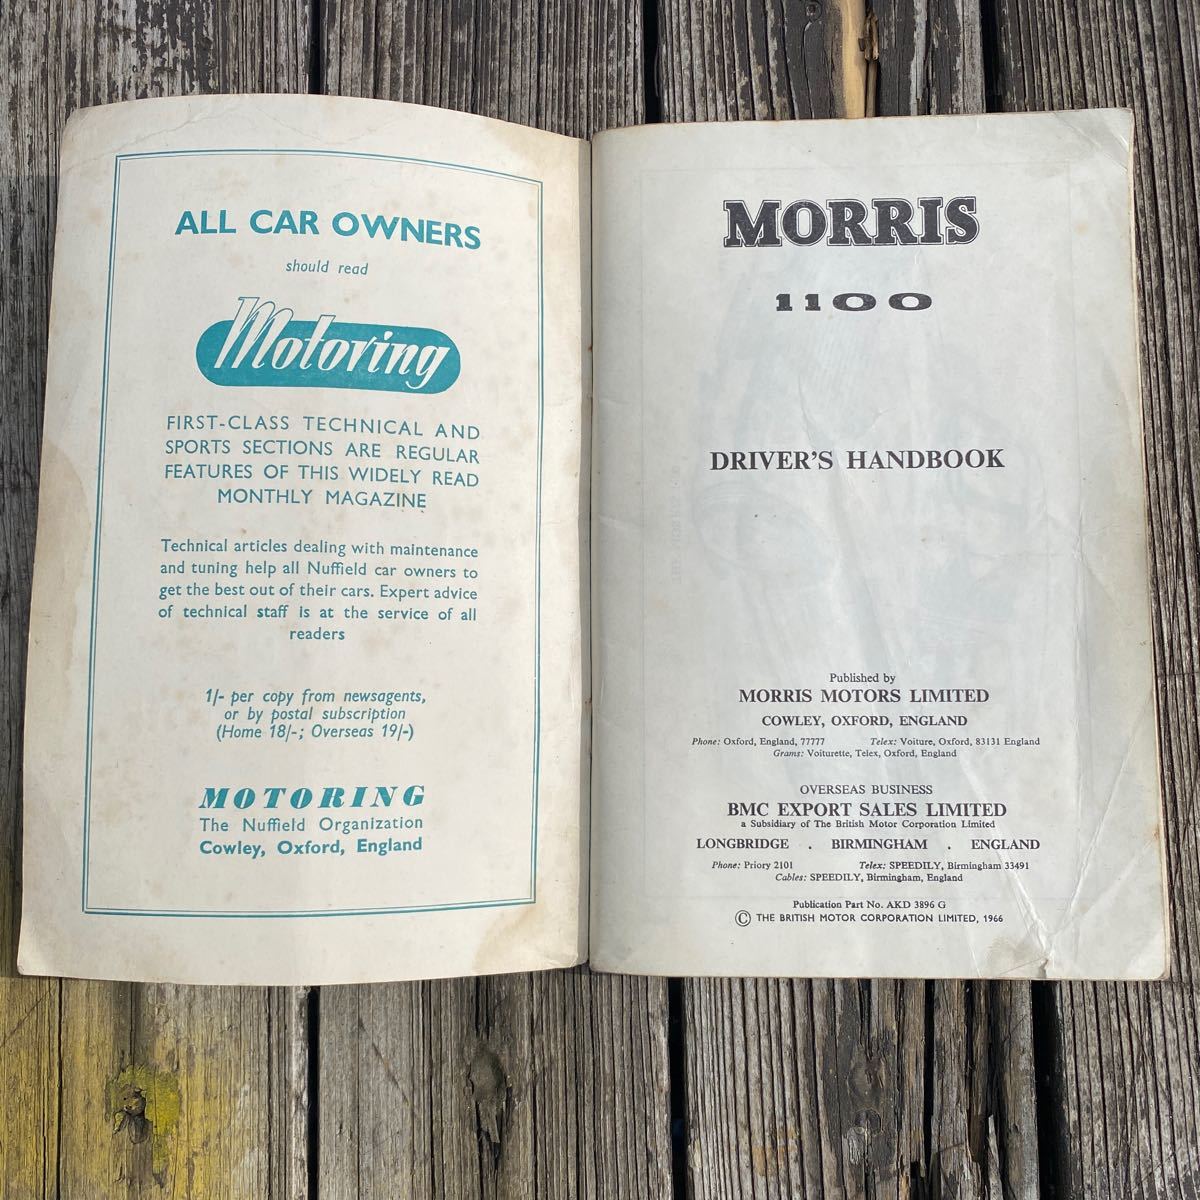 ALL CAR OWNERS
should read
Motoring
FIRST-CLASS TECHNICAL AND
SPORTS SECTIONS ARE REGULAR
FEATURES OF THIS WIDELY READ
MONTHLY MAGAZINE
Technical articles dealing with maintenance
and tuning help all Nuffield car owners to
get the best out of their cars. Expert advice
of technical staff is at the service of all
readers
1/- per copy from newsagents,
or by postal subscription
(Home 18/-; Overseas 19/-)
MOTORING
The Nuffield Organization
Cowley, Oxford, England
MORRIS
1100
DRIVER'S HANDBOOK
Published by
MORRIS MOTORS LIMITED
COWLEY, OXFORD, ENGLAND
Phone: Oxford, England, 77777 Telex: Voiture, Oxford, 83131 England
Grams: Voiturette, Telex, Oxford, England
OVERSEAS BUSINESS
BMC EXPORT SALES LIMITED
a Subsidiary of The British Motor Corporation Limited
LONGBRIDGE . BIRMINGHAM . ENGLAND
Phone: Priory 2101 Telex: SPEEDILY, Birmingham 33491
Cables: SPEEDILY, Birmingham, England
Publication Part No. AKD 3896 G
© THE BRITISH MOTOR CORPORATION LIMITED, 1966